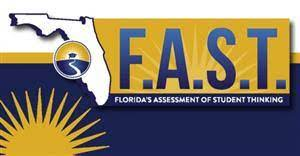 F.A.S.T.
FLORIDA'S ASSESSMENT OF STUDENT THINKING